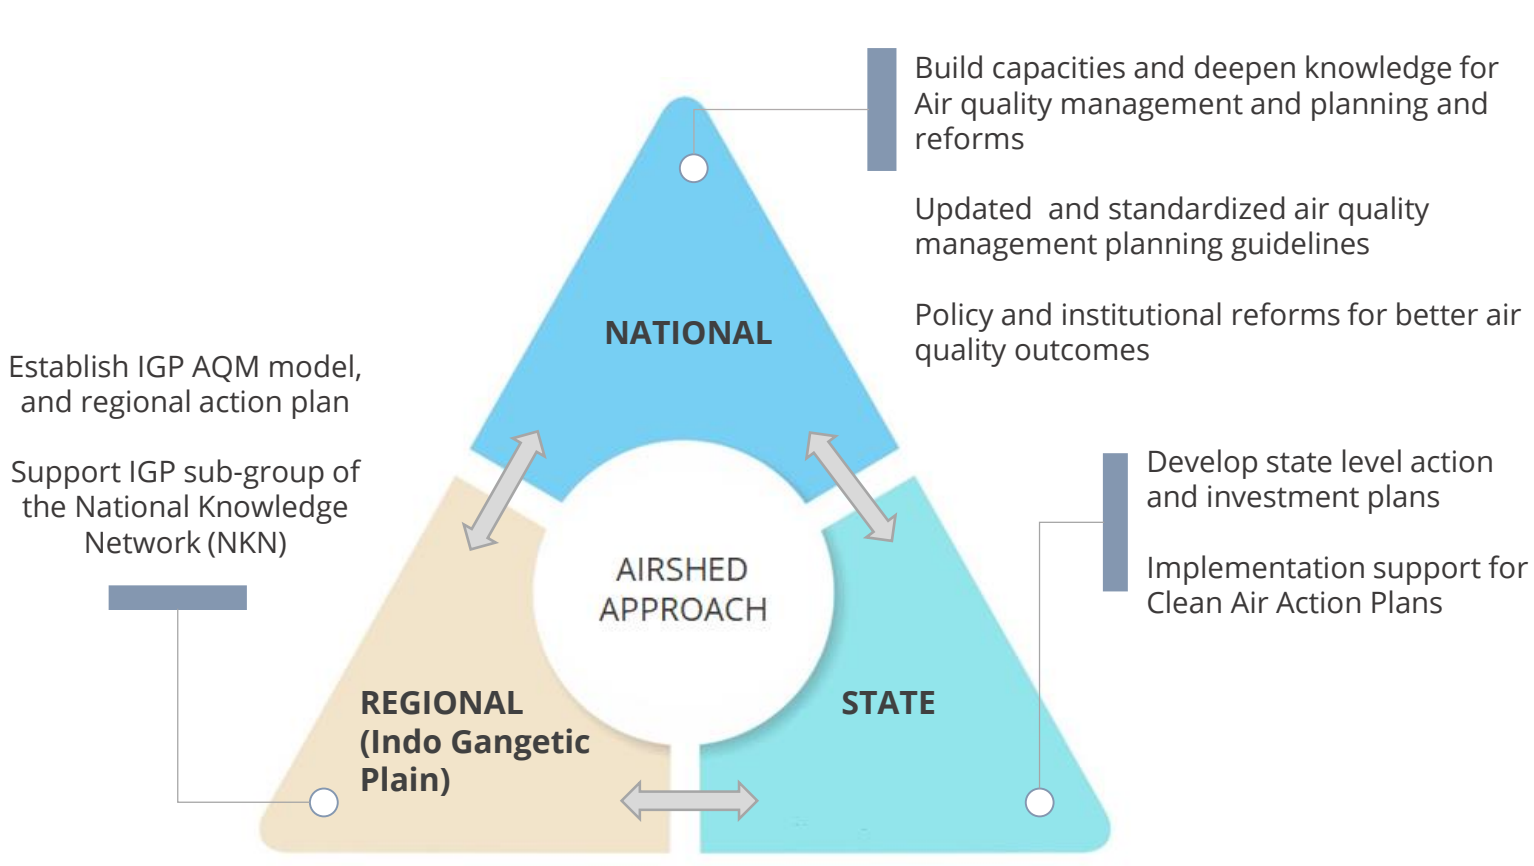 Build capacities and deepen knowledge for
Air quality management and planning and
reforms
Updated and standardized air quality
management planning guidelines
Policy and institutional reforms for better air
quality outcomes
NATIONAL
Establish IGP AQM model,
and regional action plan
Support IGP sub-group of
the National Knowledge
Network (NKN)
Develop state level action
and investment plans
Implementation support for
Clean Air Action Plans
AIRSHED
APPROACH
REGIONAL
(Indo Gangetic
Plain)
STATE